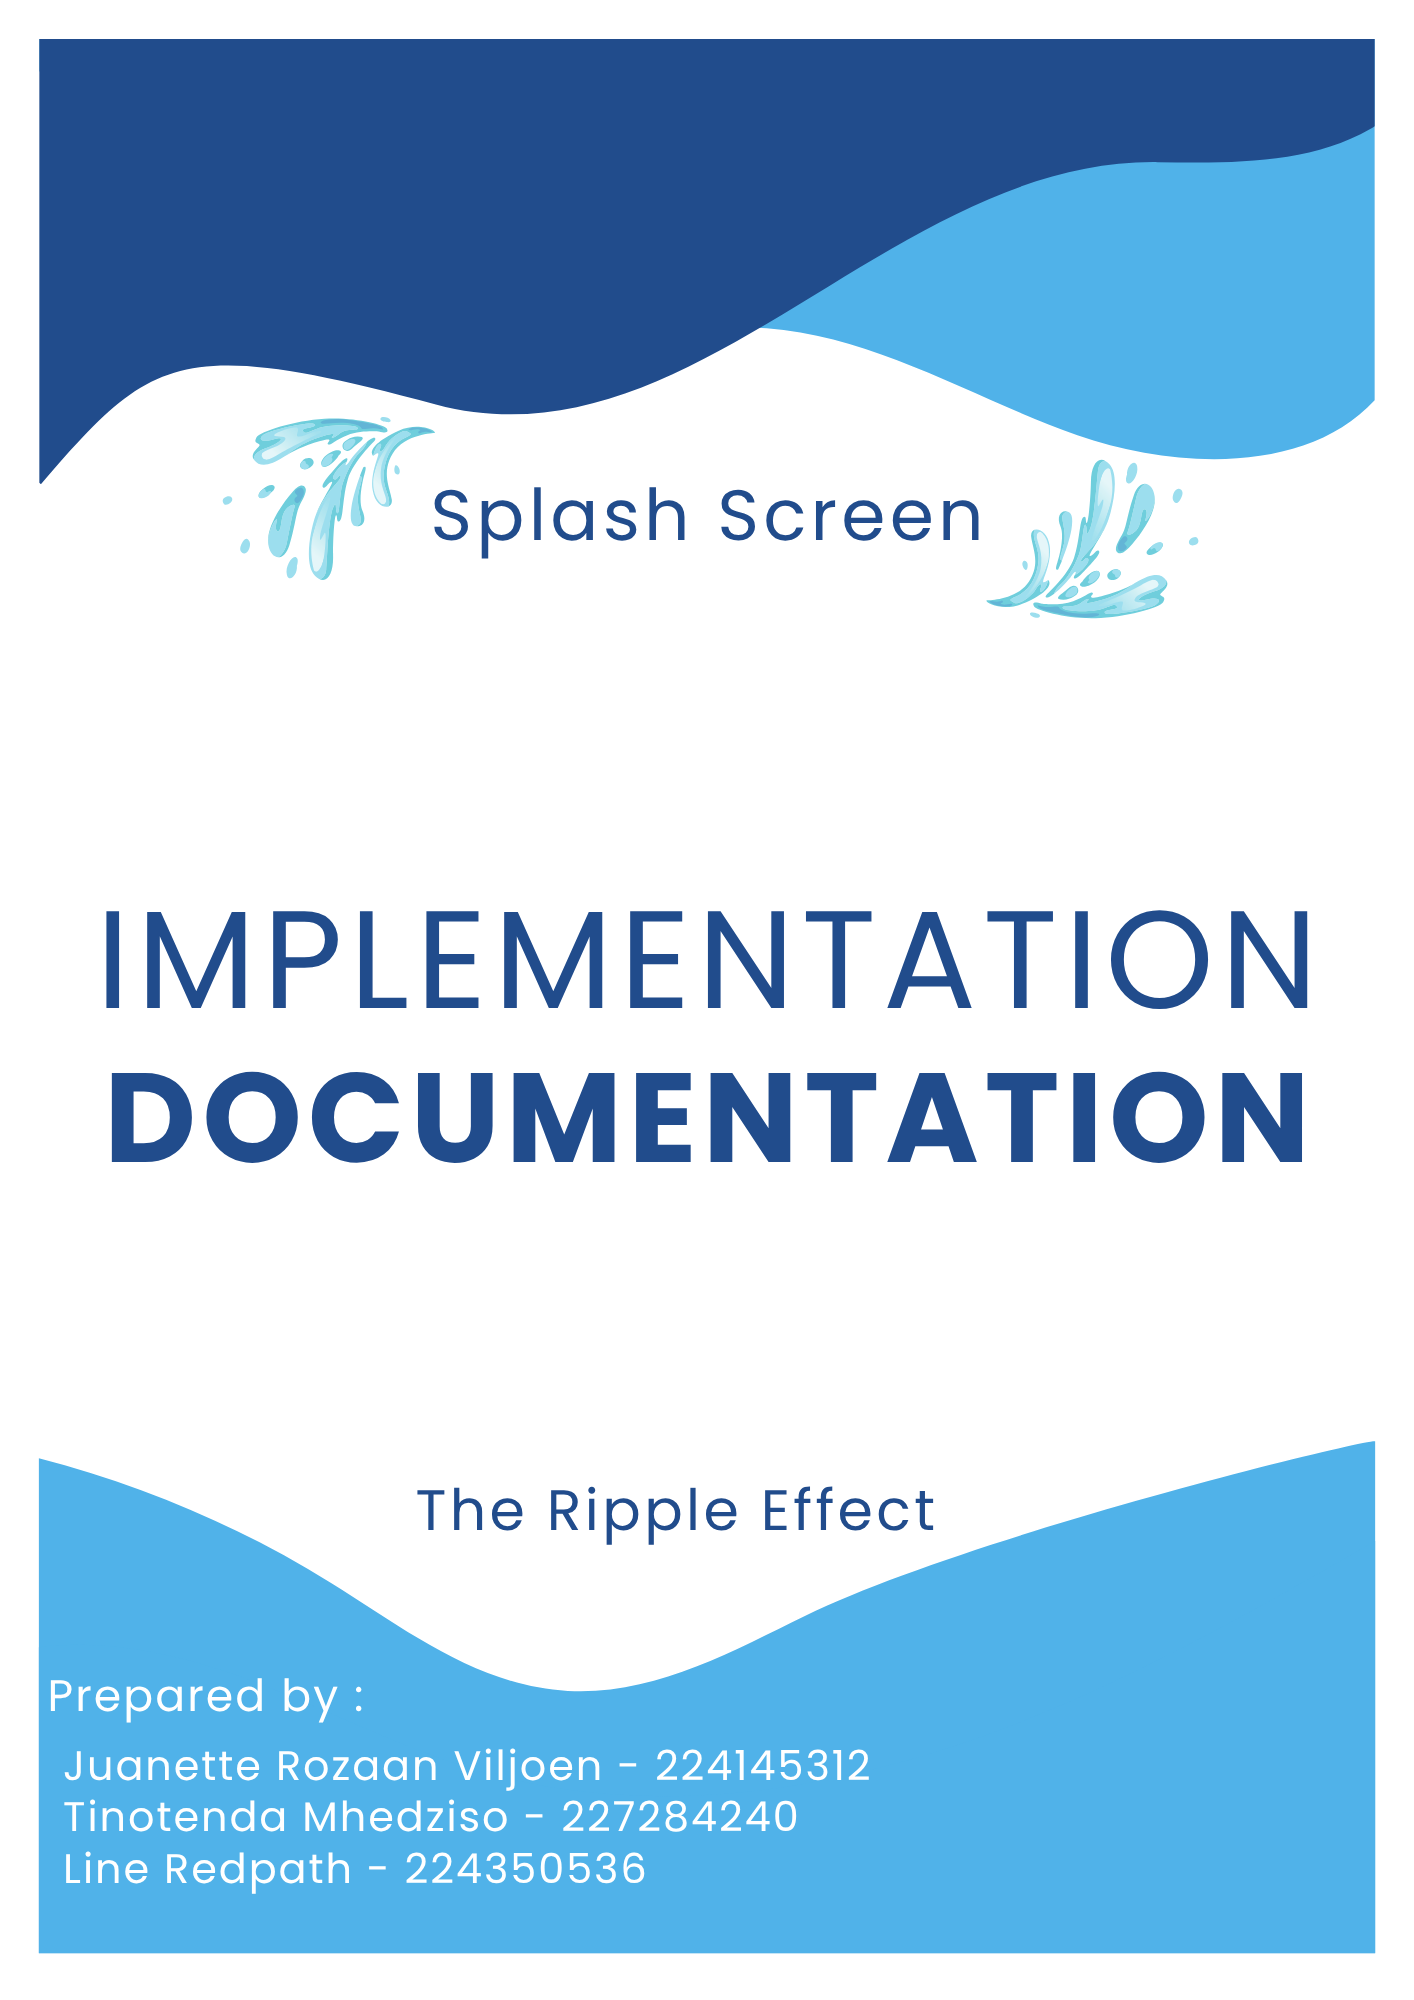 Splash Screen
IMPLEMENTATION
DOCUMENTATION
The Ripple Effect
Prepared by :
Juanette Rozaan Viljoen - 224145312
Tinotenda Mhedziso - 227284240
Line Redpath - 224350536